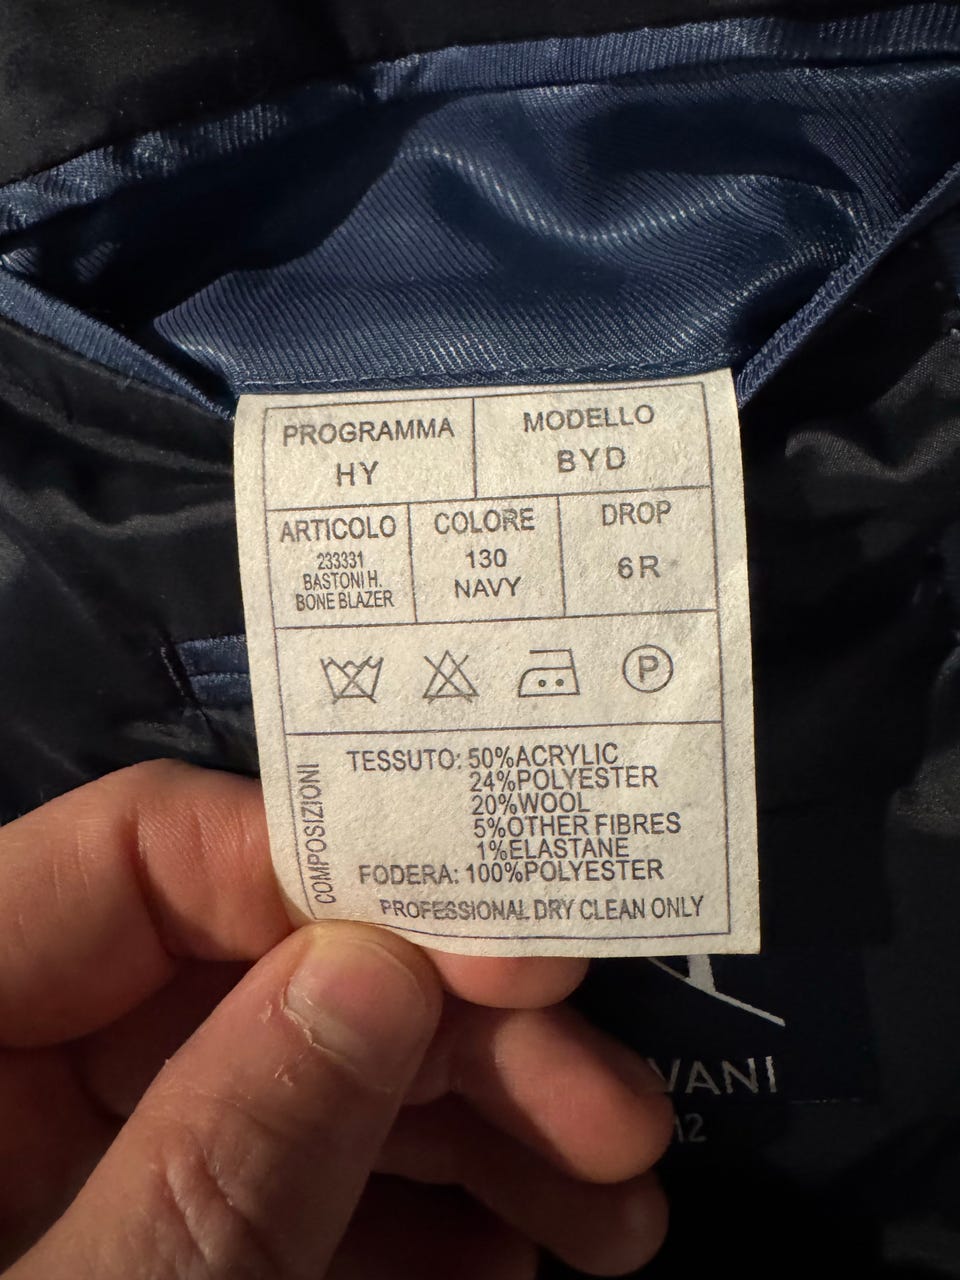 PROGRAMMA
HY
MODELLO
BYD
ARTICOLO
233331
BASTONI H.
BONE BLAZER
COLORE
130
NAVY
DROP
6R
P
COMPOSIZIONI
TESSUTO: 50%ACRYLIC
24%POLYESTER
20%WOOL
5%OTHER FIBRES
1%ELASTANE
FODERA: 100%POLYESTER
PROFESSIONAL DRY CLEAN ONLY
VANI